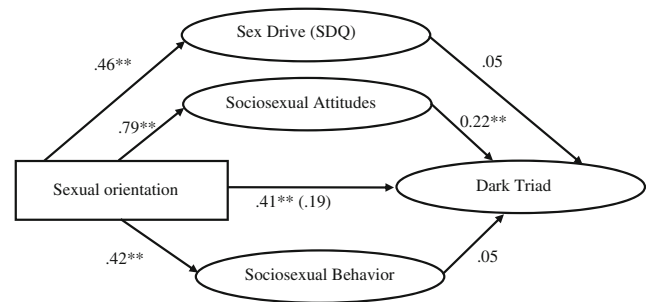 Sex Drive (SDQ)
.46**
.05
Sociosexual Attitudes
.79**
0.22**
Sexual orientation
Dark Triad
.41** (.19)
.42**
.05
Sociosexual Behavior